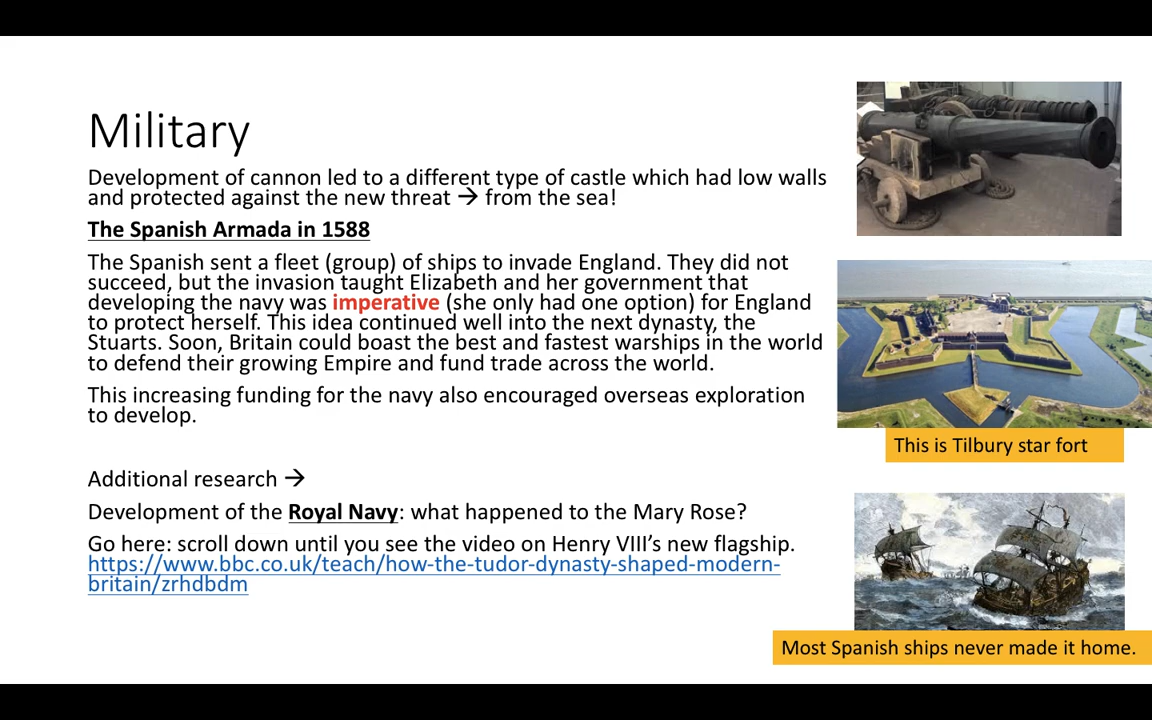 Military
Development of cannon led to a different type of castle which had low walls
and protected against the new threat → from the sea!
The Spanish Armada in 1588
The Spanish sent a fleet (group) of ships to invade England. They did not
succeed, but the invasion taught Elizabeth and her government that
developing the navy was imperative (she only had one option) for England
to protect herself. This idea continued well into the next dynasty, the
Stuarts. Soon, Britain could boast the best and fastest warships in the world
to defend their growing Empire and fund trade across the world.
This increasing funding for the navy also encouraged overseas exploration
to develop.
This is Tilbury star fort
Additional research →
Development of the Royal Navy: what happened to the Mary Rose?
Go here: scroll down until you see the video on Henry VIII’s new flagship.
https://www.bbc.co.uk/teach/how-the-tudor-dynasty-shaped-modern-
britain/zrhdbdm
Most Spanish ships never made it home.